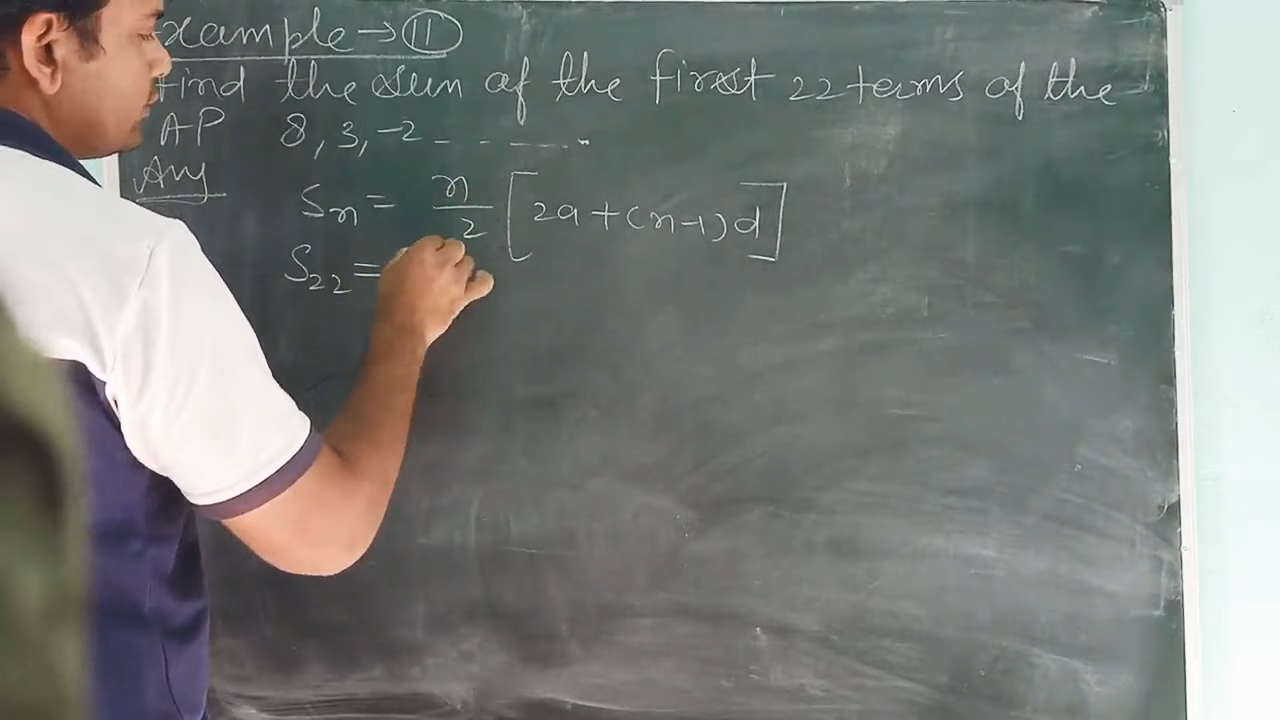 xample → 11
Find the sum of the first 22 terms of the
AP 8, 3, -2 - - ----
Ans
Sn = n/2 [2a + (n-1) d]
S22 =